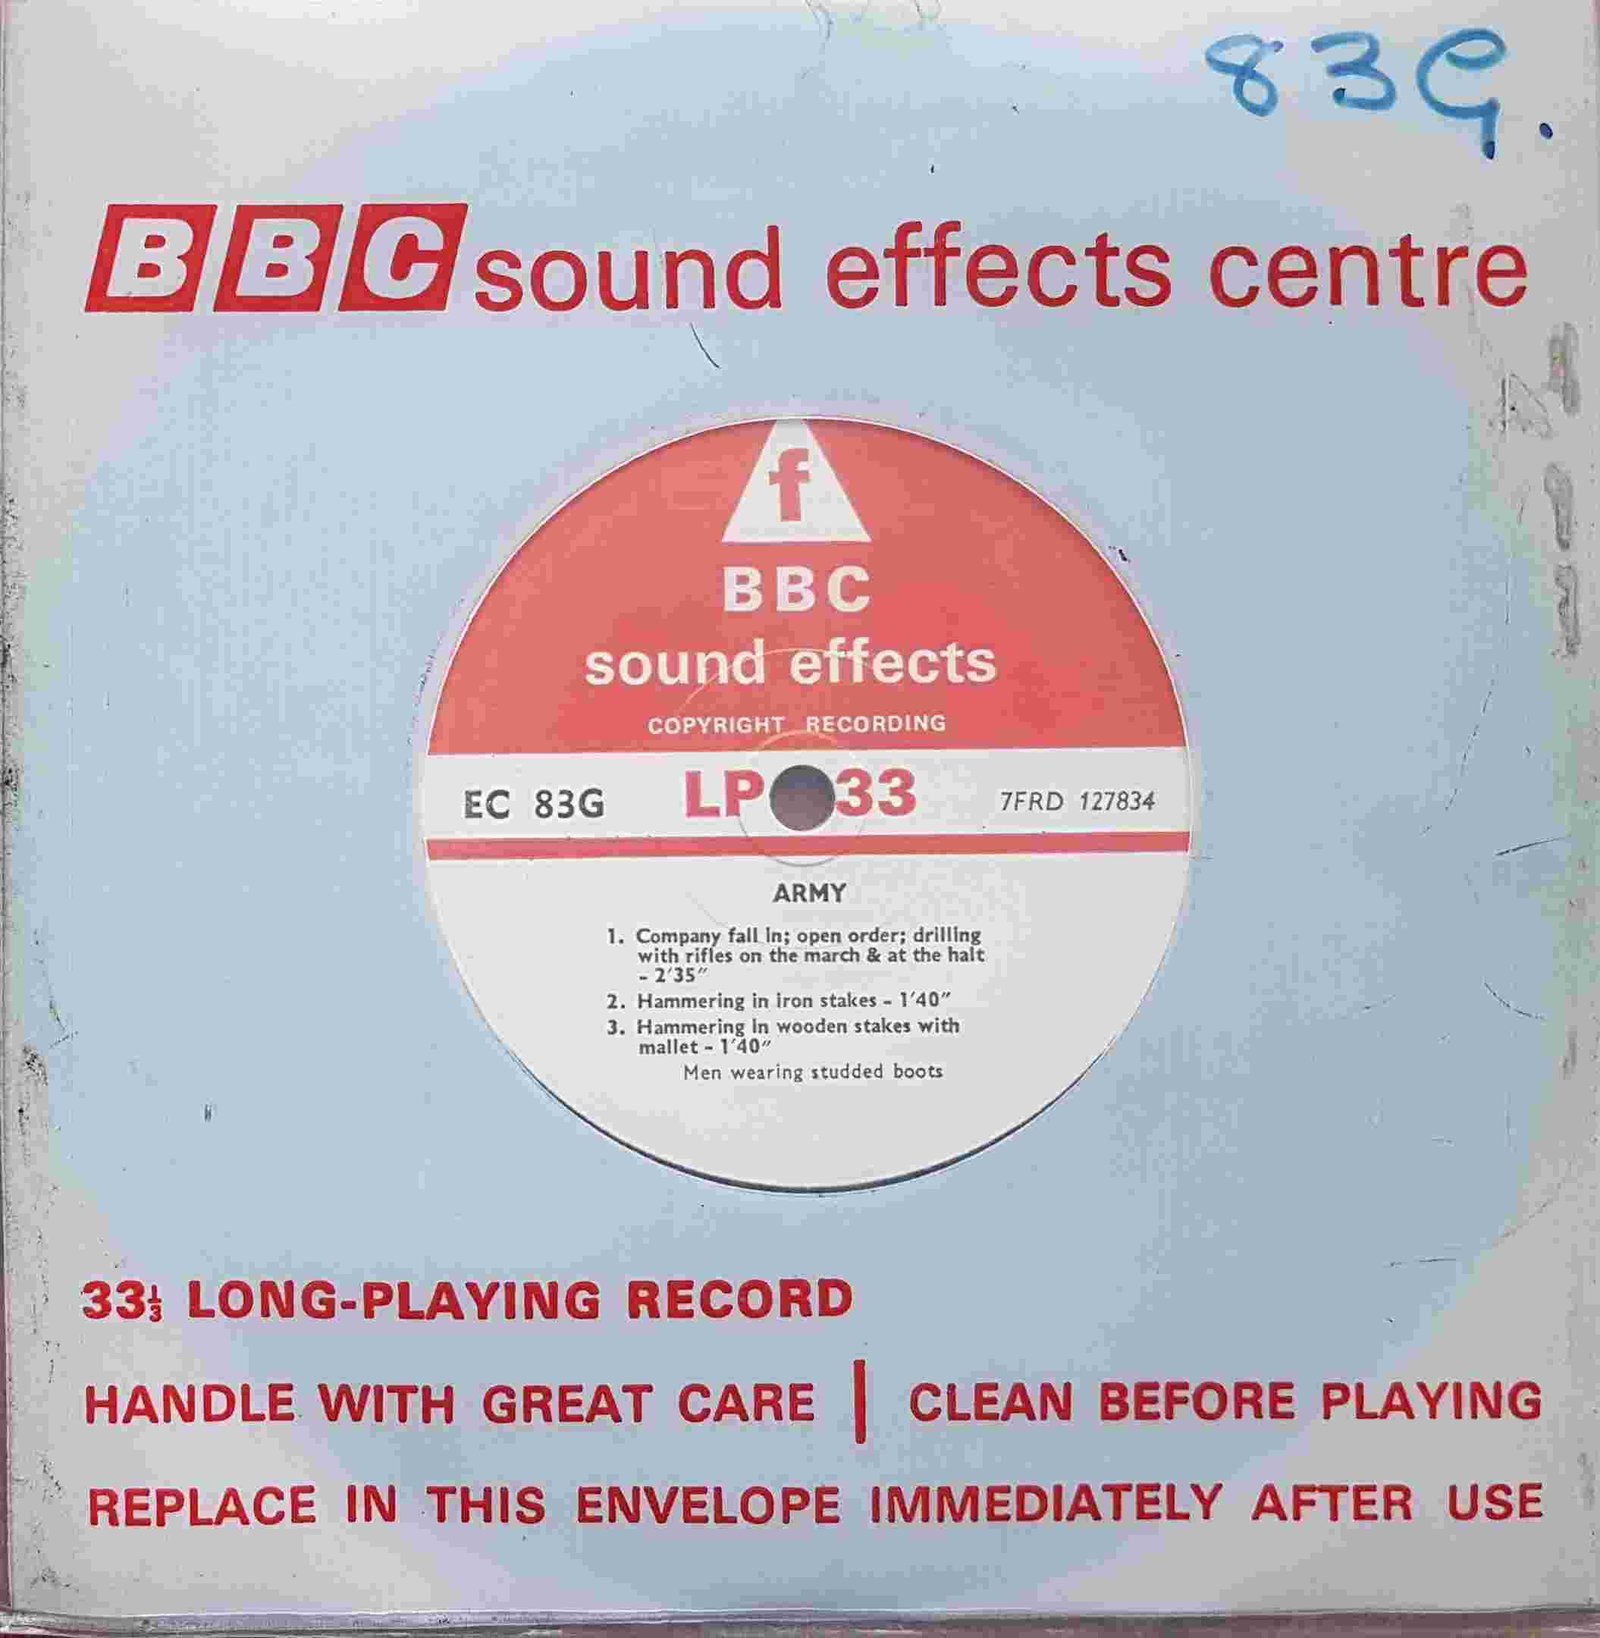 83G.
BBC sound effects centre
f
BBC
sound effects
COPYRIGHT RECORDING
EC 83G LP 33 7FRD 127834
ARMY
1. Company fall in; open order; drilling
with rifles on the march & at the halt
- 2′35″
2. Hammering in iron stakes - 1′40″
3. Hammering in wooden stakes with
mallet - 1′40″
Men wearing studded boots
33⅓ LONG-PLAYING RECORD
HANDLE WITH GREAT CARE | CLEAN BEFORE PLAYING
REPLACE IN THIS ENVELOPE IMMEDIATELY AFTER USE